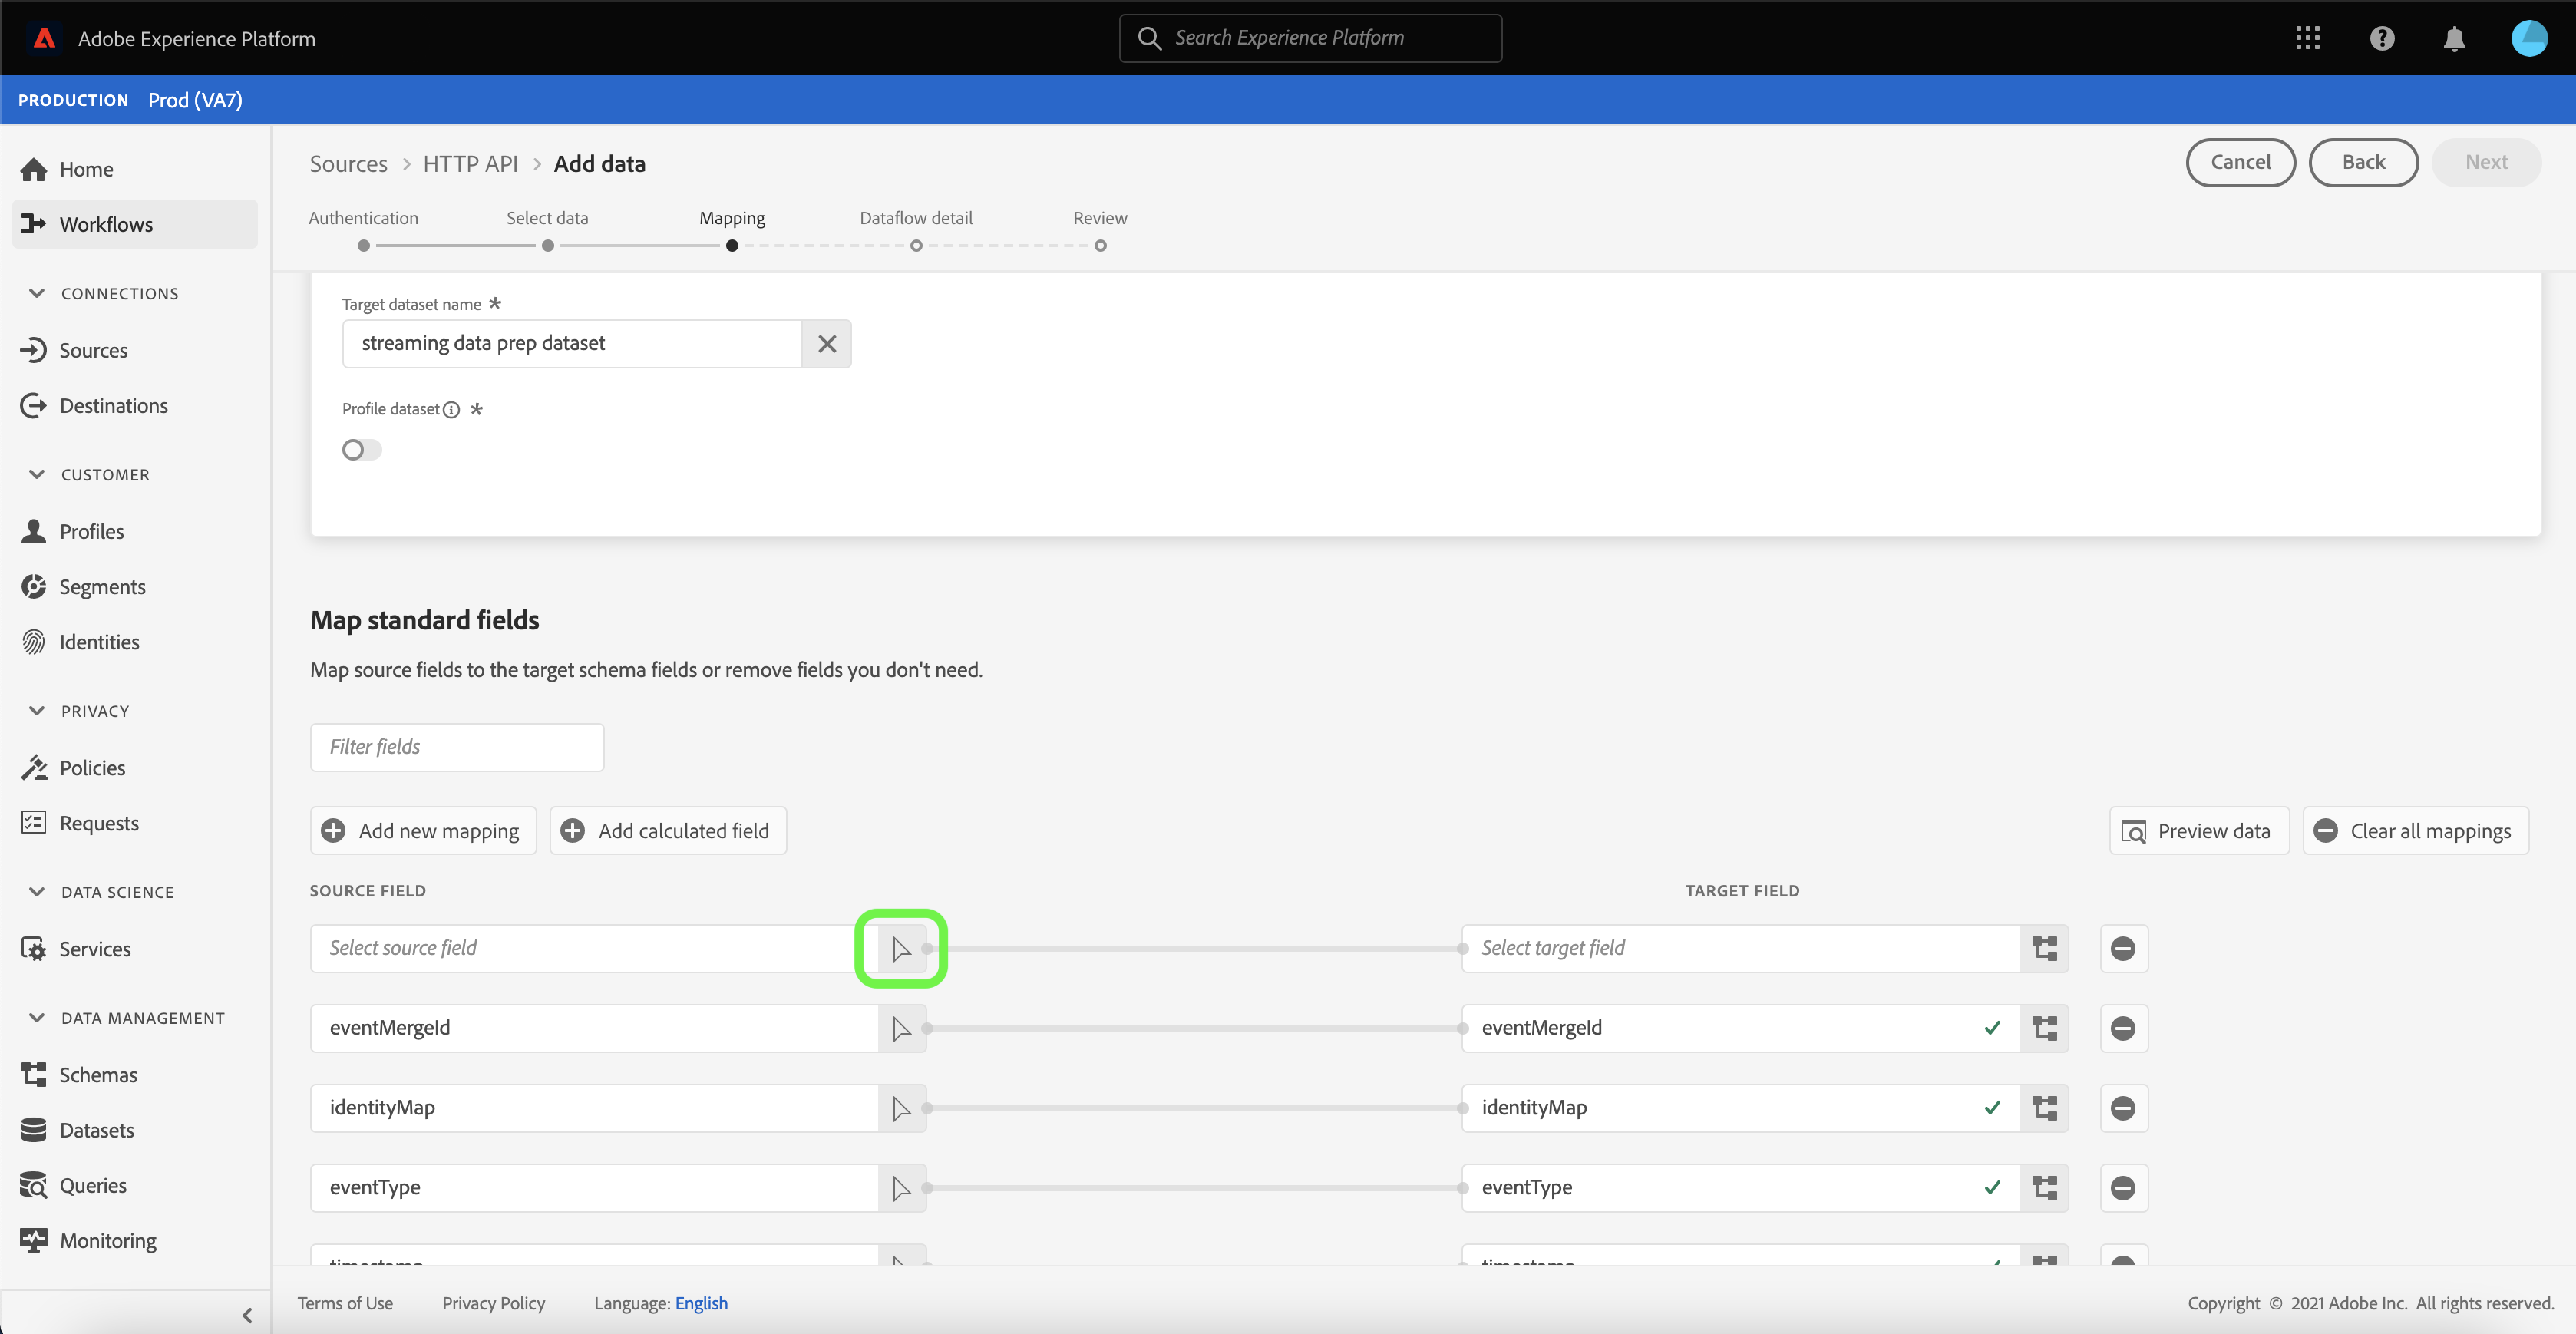 Adobe Experience Platform
Search Experience Platform
PRODUCTION Prod (VA7)
Home
Workflows
CONNECTIONS
Sources
Destinations
CUSTOMER
Profiles
Segments
Identities
PRIVACY
Policies
Requests
DATA SCIENCE
Services
DATA MANAGEMENT
Schemas
Datasets
Queries
Monitoring
Sources > HTTP API > Add data
Cancel
Back
Next
Authentication
Select data
Mapping
Dataflow detail
Review
Target dataset name *
streaming data prep dataset
Profile dataset *
Map standard fields
Map source fields to the target schema fields or remove fields you don't need.
Filter fields
Add new mapping
Add calculated field
Preview data
Clear all mappings
SOURCE FIELD
TARGET FIELD
Select source field
Select target field
eventMergeId
eventMergeId
identityMap
identityMap
eventType
eventType
timestamp
timestamp
Terms of Use
Privacy Policy
Language: English
Copyright © 2021 Adobe Inc. All rights reserved.